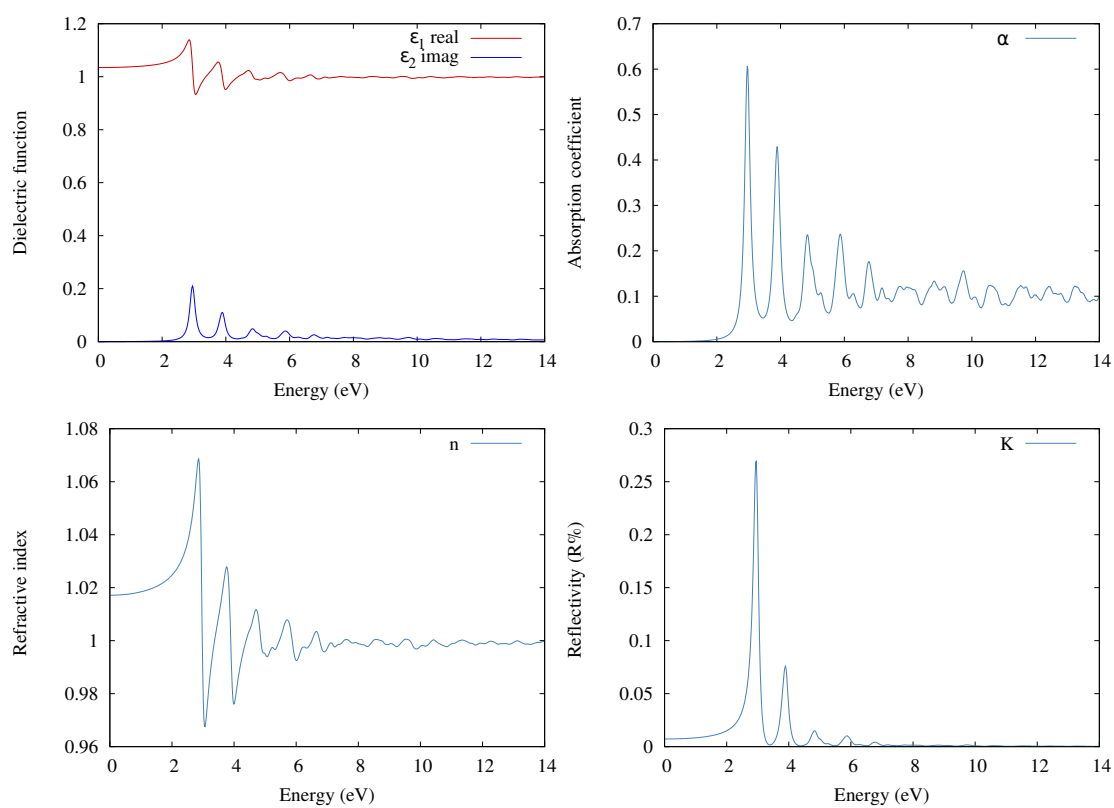 Dielectric function
1.2
1
0.8
0.6
0.4
0.2
0
0 2 4 6 8 10 12 14
Energy (eV)
ε1 real
ε2 imag
Absorption coefficient
0.7
0.6
0.5
0.4
0.3
0.2
0.1
0
0 2 4 6 8 10 12 14
Energy (eV)
α
Refractive index
1.08
1.06
1.04
1.02
1
0.98
0.96
0 2 4 6 8 10 12 14
Energy (eV)
n
Reflectivity (R%)
0.3
0.25
0.2
0.15
0.1
0.05
0
0 2 4 6 8 10 12 14
Energy (eV)
K